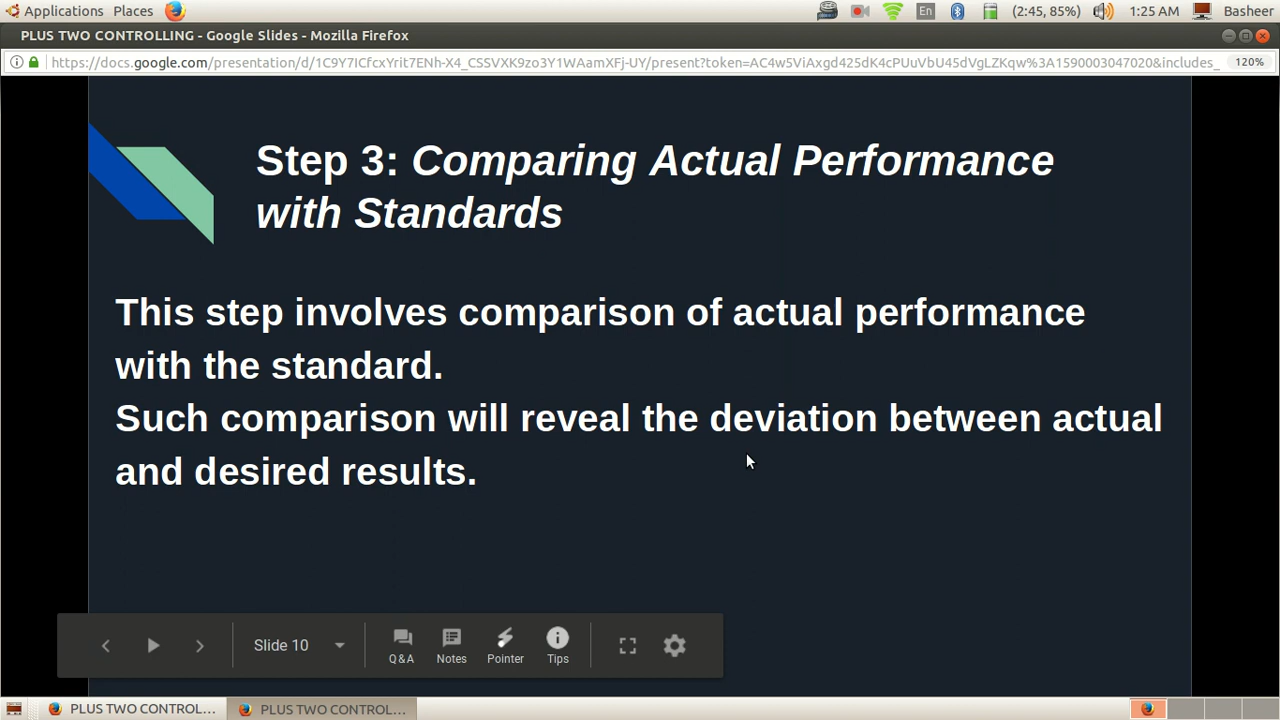 Applications Places En (2:45, 85%) 1:25 AM Basheer
PLUS TWO CONTROLLING - Google Slides - Mozilla Firefox
https://docs.google.com/presentation/d/1C9Y7ICfcxYrit7ENh-X4_CSSVXK9zo3Y1WAamXFj-UY/present?token=AC4w5ViAxgd425dK4cPUuVbU45dVgLZKqw%3A1590003047020&includes_ 120%
Step 3: Comparing Actual Performance
with Standards
This step involves comparison of actual performance
with the standard.
Such comparison will reveal the deviation between actual
and desired results.
Slide 10
Q&A Notes Pointer Tips
PLUS TWO CONTROL... PLUS TWO CONTROL...